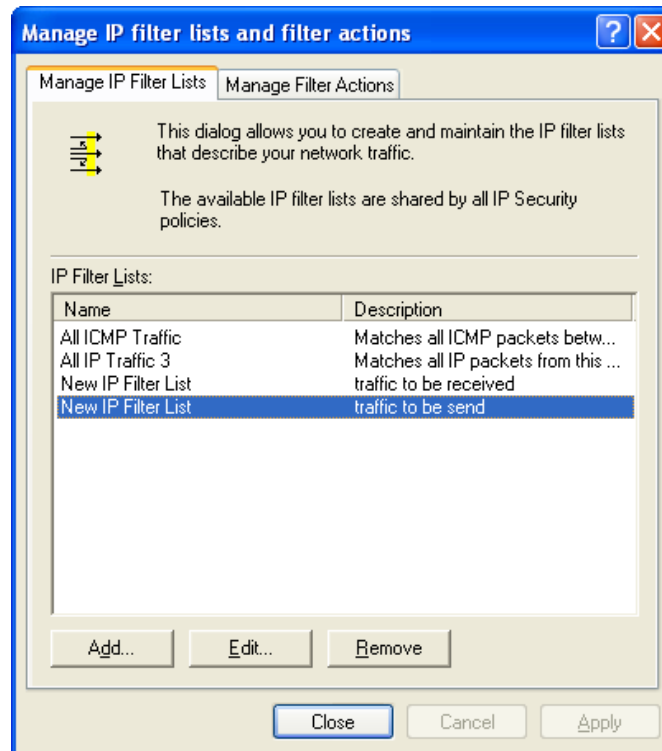 Manage IP filter lists and filter actions
Manage IP Filter Lists Manage Filter Actions
This dialog allows you to create and maintain the IP filter lists
that describe your network traffic.
The available IP filter lists are shared by all IP Security
policies.
IP Filter Lists:
Name Description
All ICMP Traffic Matches all ICMP packets betw...
All IP Traffic 3 Matches all IP packets from this ...
New IP Filter List traffic to be received
New IP Filter List traffic to be send
Add... Edit... Remove
Close Cancel Apply